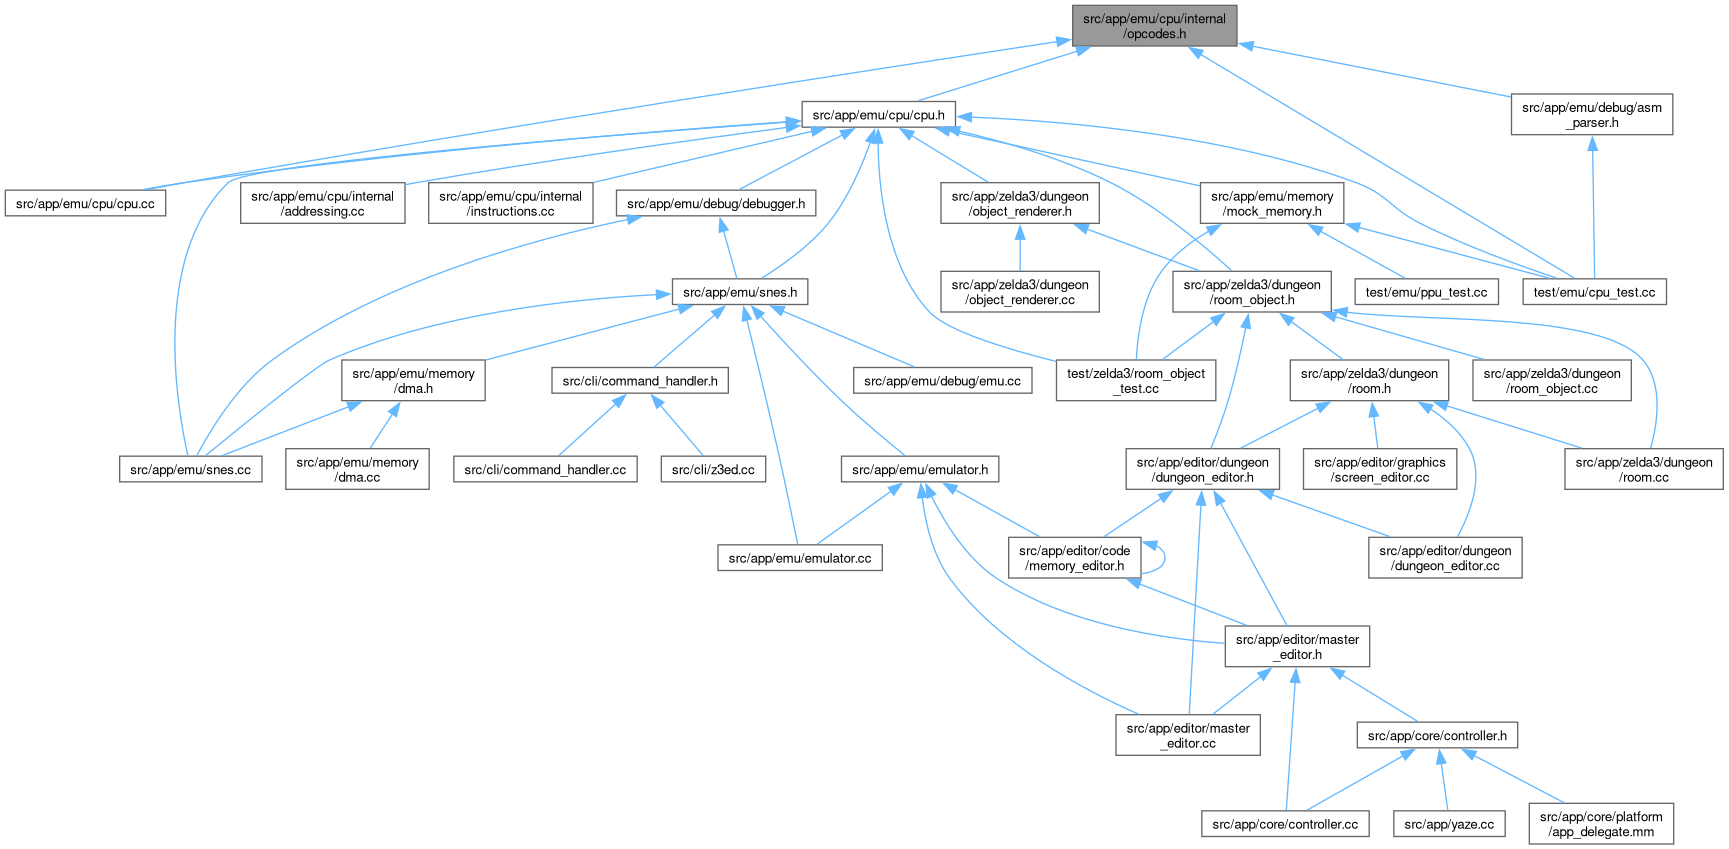 src/app/emu/cpu/internal
/opcodes.h
src/app/emu/cpu/cpu.h
src/app/emu/debug/asm
_parser.h
src/app/emu/cpu/cpu.cc
src/app/emu/cpu/internal
/addressing.cc
src/app/emu/cpu/internal
/instructions.cc
src/app/emu/debug/debugger.h
src/app/zelda3/dungeon
/object_renderer.h
src/app/emu/memory
/mock_memory.h
src/app/emu/snes.h
src/app/zelda3/dungeon
/object_renderer.cc
src/app/zelda3/dungeon
/room_object.h
test/emu/ppu_test.cc
test/emu/cpu_test.cc
src/app/emu/memory
/dma.h
src/cli/command_handler.h
src/app/emu/debug/emu.cc
test/zelda3/room_object
_test.cc
src/app/zelda3/dungeon
/room.h
src/app/zelda3/dungeon
/room_object.cc
src/app/emu/snes.cc
src/app/emu/memory
/dma.cc
src/cli/command_handler.cc
src/cli/z3ed.cc
src/app/emu/emulator.h
src/app/editor/dungeon
/dungeon_editor.h
src/app/editor/graphics
/screen_editor.cc
src/app/zelda3/dungeon
/room.cc
src/app/emu/emulator.cc
src/app/editor/code
/memory_editor.h
src/app/editor/dungeon
/dungeon_editor.cc
src/app/editor/master
_editor.h
src/app/editor/master
_editor.cc
src/app/core/controller.h
src/app/core/controller.cc
src/app/yaze.cc
src/app/core/platform
/app_delegate.mm